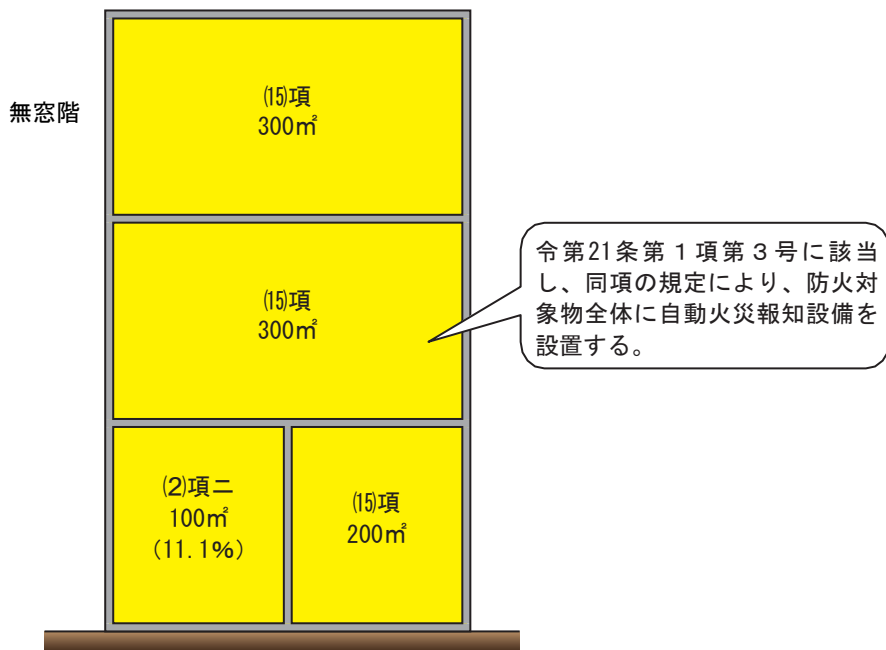 ⒂項
300㎡
無窓階
⒂項
300㎡
令第21条第1項第3号に該当
し、同項の規定により、防火対
象物全体に自動火災報知設備を
設置する。
⑵項ニ
100㎡
(11.1%)
⒂項
200㎡